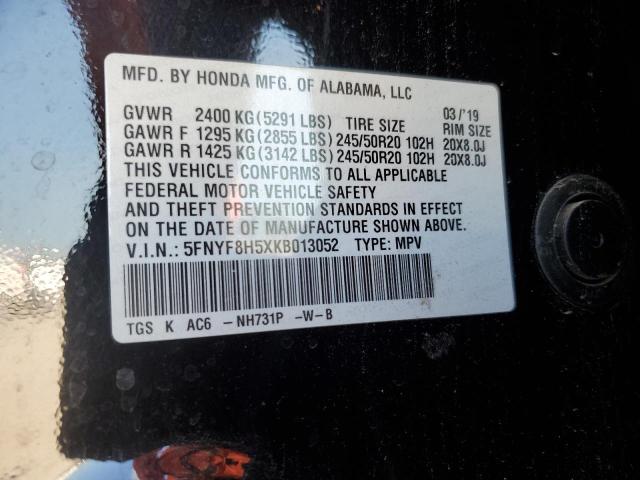 MFD. BY HONDA MFG. OF ALABAMA, LLC
GVWR 2400 KG (5291 LBS) TIRE SIZE 03/'19 RIM SIZE
GAWR F 1295 KG (2855 LBS) 245/50R20 102H 20X8.0J
GAWR R 1425 KG (3142 LBS) 245/50R20 102H 20X8.0J
THIS VEHICLE CONFORMS TO ALL APPLICABLE
FEDERAL MOTOR VEHICLE SAFETY
AND THEFT PREVENTION STANDARDS IN EFFECT
ON THE DATE OF MANUFACTURE SHOWN ABOVE.
V.I.N.: 5FNYF8H5XKB013052 TYPE: MPV
TGS K AC6 -NH731P -W-B